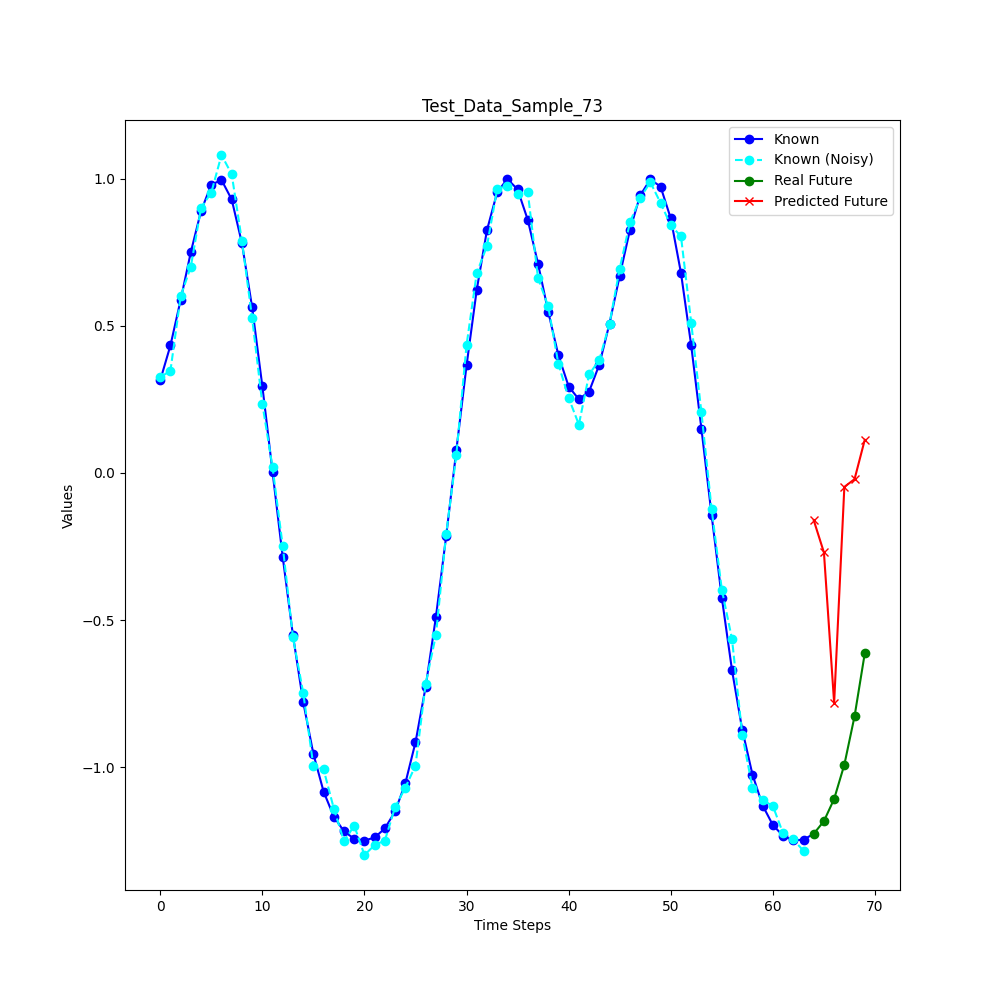 Test_Data_Sample_73
Known
Known (Noisy)
Real Future
Predicted Future
1.0
0.5
0.0
−0.5
−1.0
Values
0 10 20 30 40 50 60 70
Time Steps